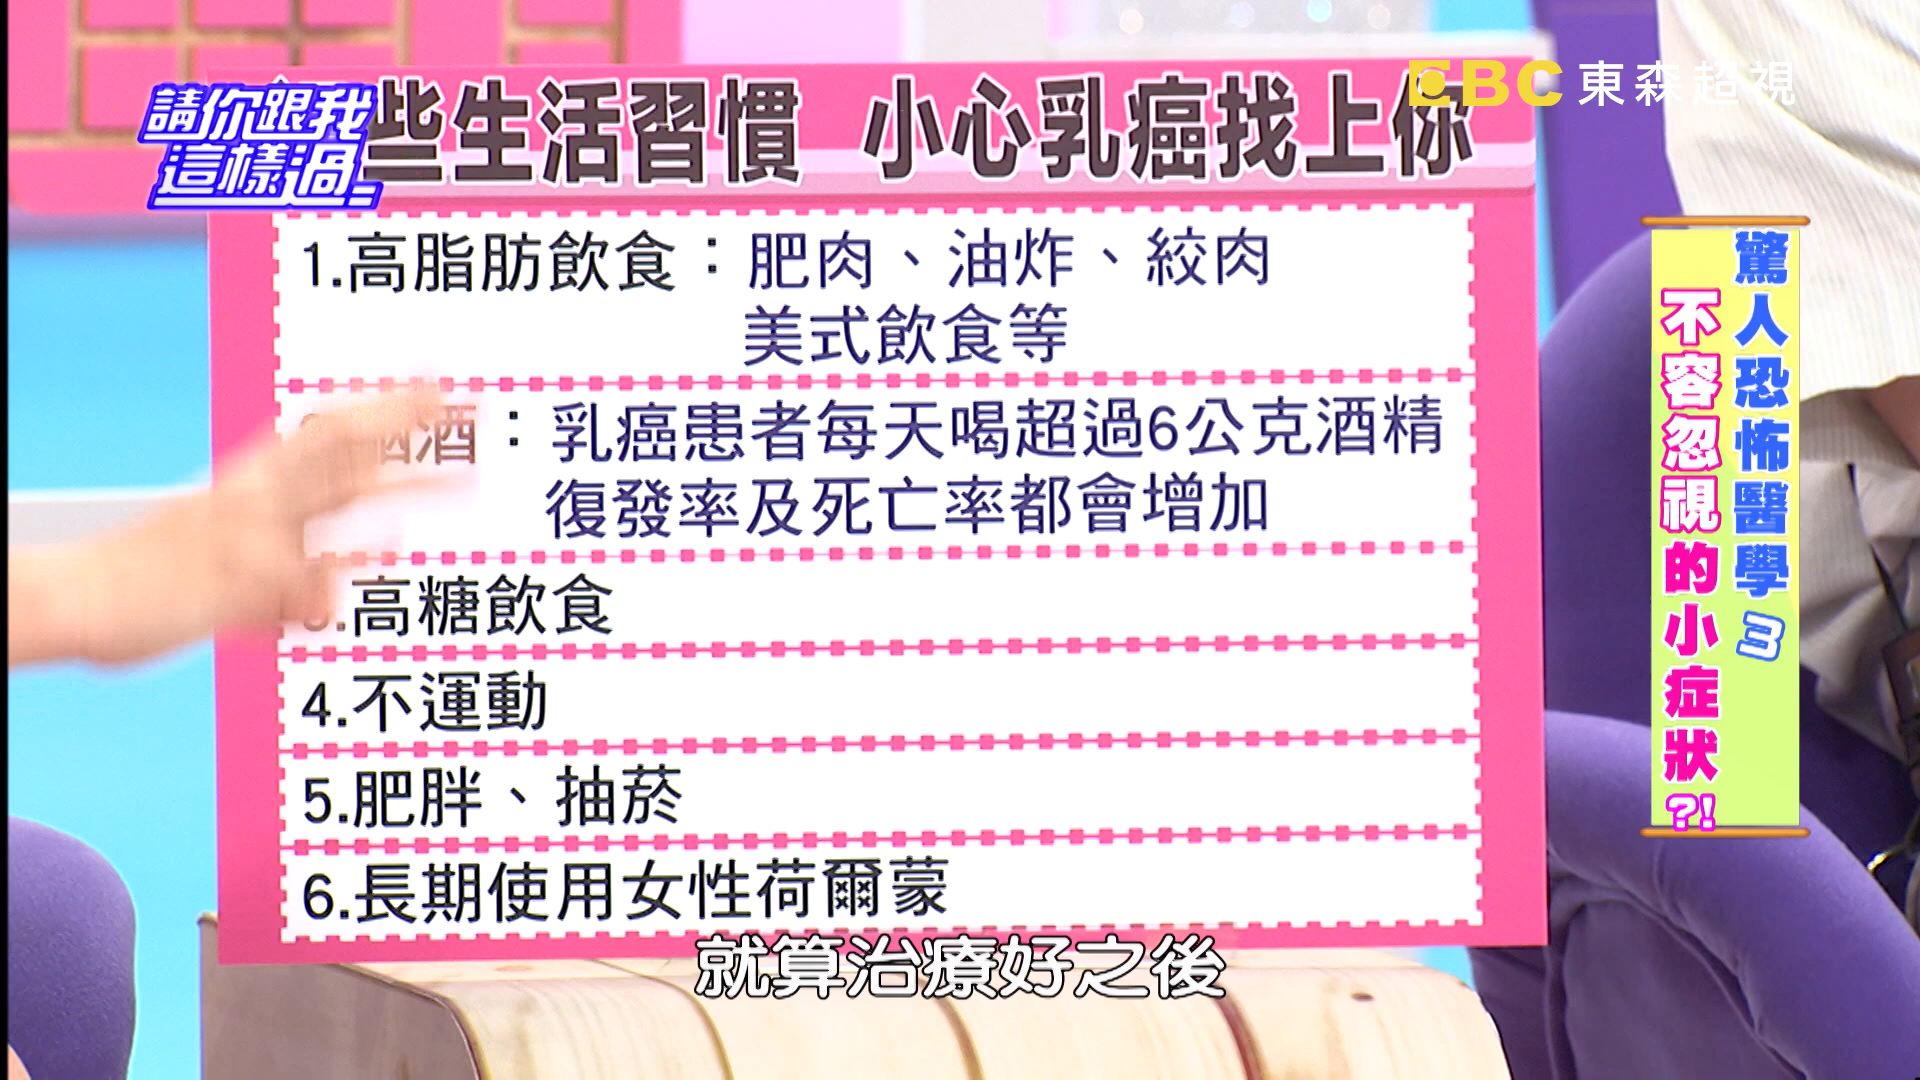 請你跟我
這樣過
EBC 東森超視
些生活習慣 小心乳癌找上你
1.高脂肪飲食：肥肉、油炸、絞肉
美式飲食等
酒：乳癌患者每天喝超過6公克酒精
復發率及死亡率都會增加
3.高糖飲食
4.不運動
5.肥胖、抽菸
6.長期使用女性荷爾蒙
驚人恐怖醫學3
不容忽視的小症狀?!
就算治療好之後